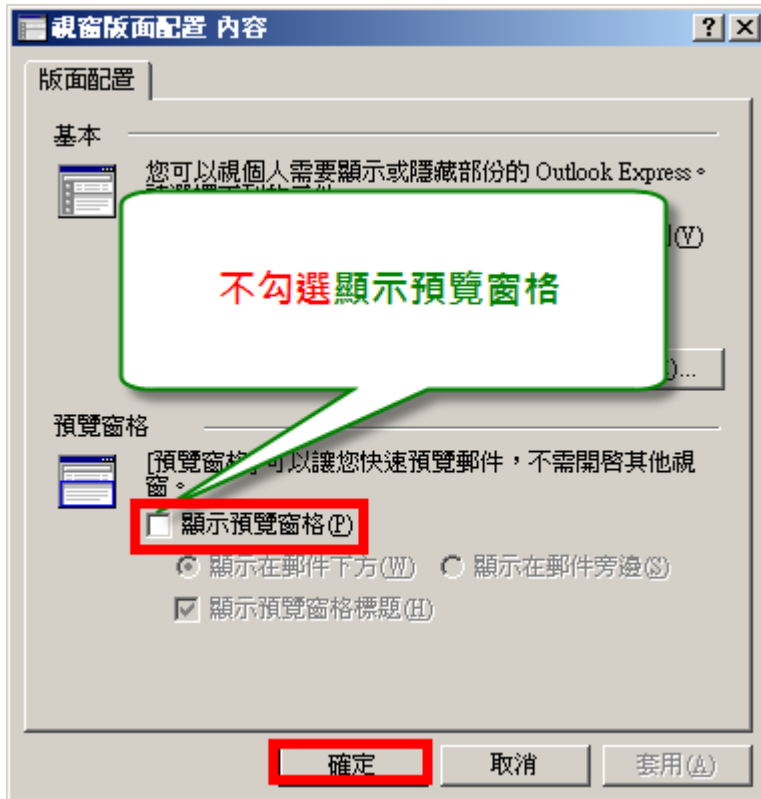 視窗版面配置 內容
版面配置
基本
您可以視個人需要顯示或隱藏部份的 Outlook Express。
(V)
不勾選顯示預覽窗格
)...
預覽窗格
[預覽窗格] 可以讓您快速預覽郵件，不需開啓其他視
窗。
顯示預覽窗格(P)
顯示在郵件下方(W) 顯示在郵件旁邊(S)
顯示預覽窗格標題(H)
確定 取消 套用(A)